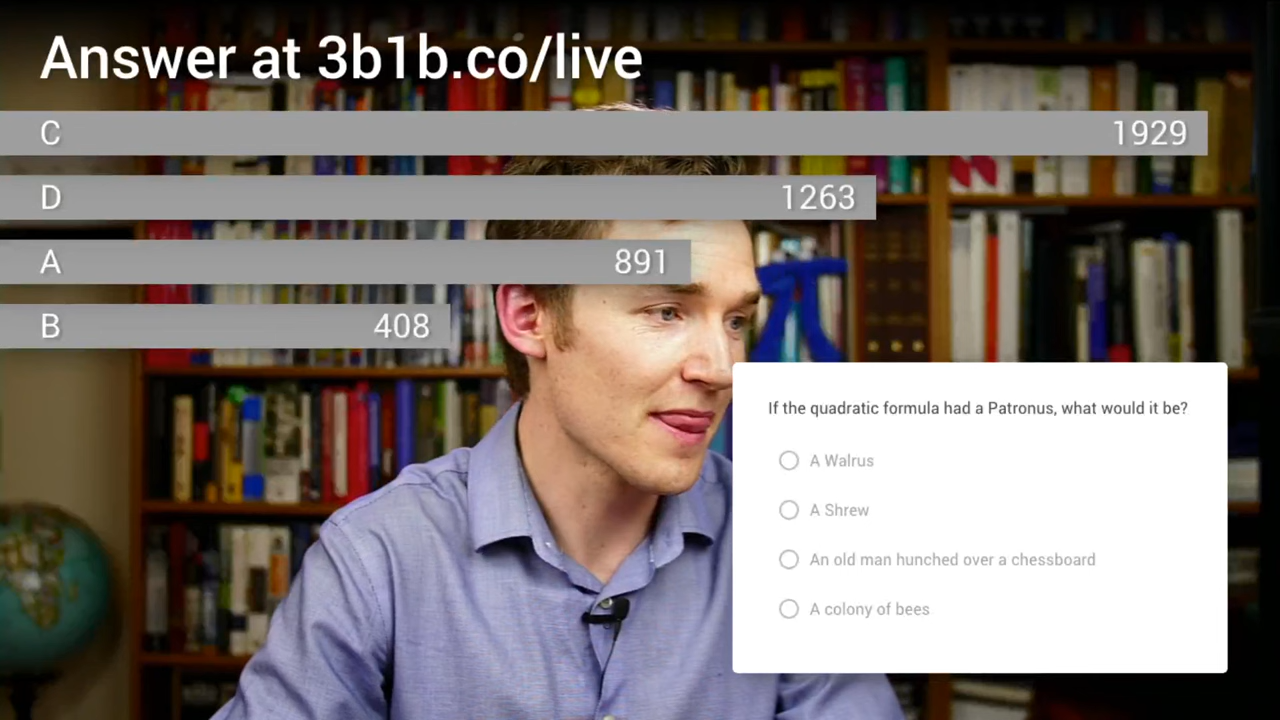 Answer at 3b1b.co/live
C 1929
D 1263
A 891
B 408
If the quadratic formula had a Patronus, what would it be?
A Walrus
A Shrew
An old man hunched over a chessboard
A colony of bees